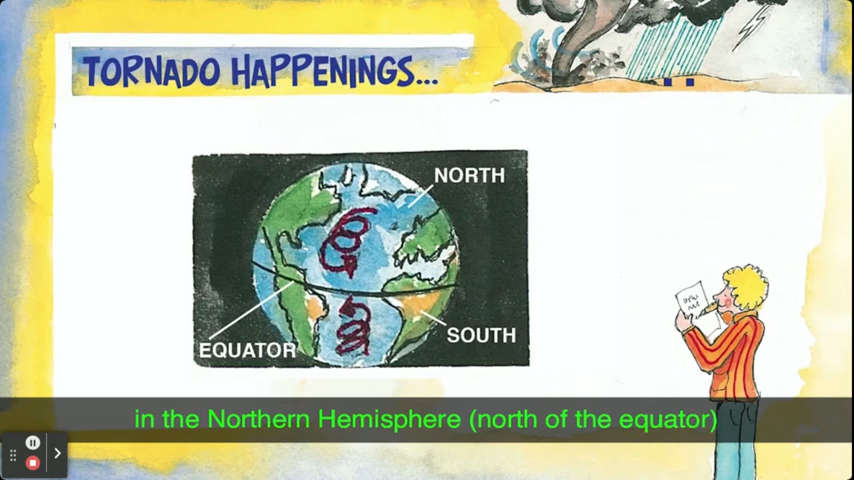 TORNADO HAPPENINGS...
NORTH
SOUTH
EQUATOR
in the Northern Hemisphere (north of the equator)